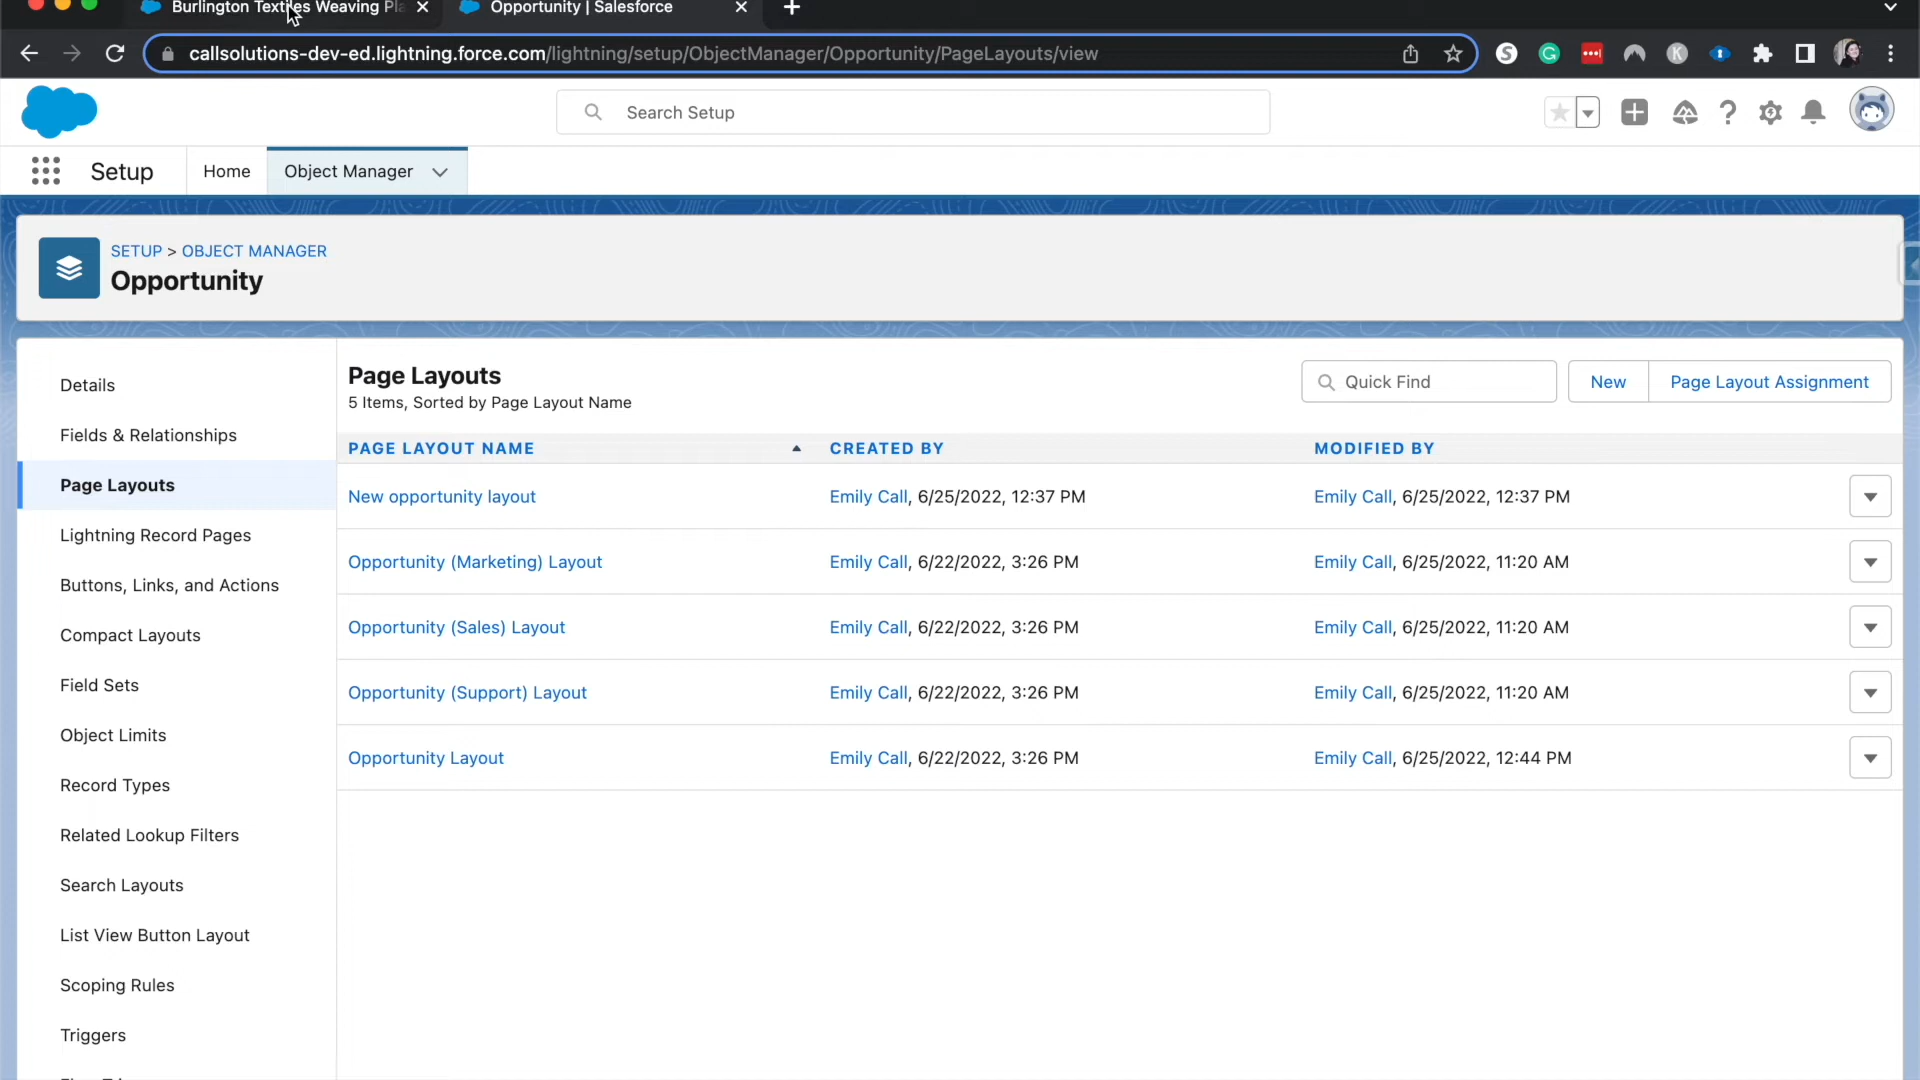 Burlington Textiles Weaving Pla
Opportunity | Salesforce
callsolutions-dev-ed.lightning.force.com/lightning/setup/ObjectManager/Opportunity/PageLayouts/view
Search Setup
Setup
Home
Object Manager
SETUP > OBJECT MANAGER
Opportunity
Details
Fields & Relationships
Page Layouts
Lightning Record Pages
Buttons, Links, and Actions
Compact Layouts
Field Sets
Object Limits
Record Types
Related Lookup Filters
Search Layouts
List View Button Layout
Scoping Rules
Triggers
Page Layouts
5 Items, Sorted by Page Layout Name
Quick Find
New
Page Layout Assignment
PAGE LAYOUT NAME CREATED BY MODIFIED BY
New opportunity layout Emily Call, 6/25/2022, 12:37 PM Emily Call, 6/25/2022, 12:37 PM
Opportunity (Marketing) Layout Emily Call, 6/22/2022, 3:26 PM Emily Call, 6/25/2022, 11:20 AM
Opportunity (Sales) Layout Emily Call, 6/22/2022, 3:26 PM Emily Call, 6/25/2022, 11:20 AM
Opportunity (Support) Layout Emily Call, 6/22/2022, 3:26 PM Emily Call, 6/25/2022, 11:20 AM
Opportunity Layout Emily Call, 6/22/2022, 3:26 PM Emily Call, 6/25/2022, 12:44 PM